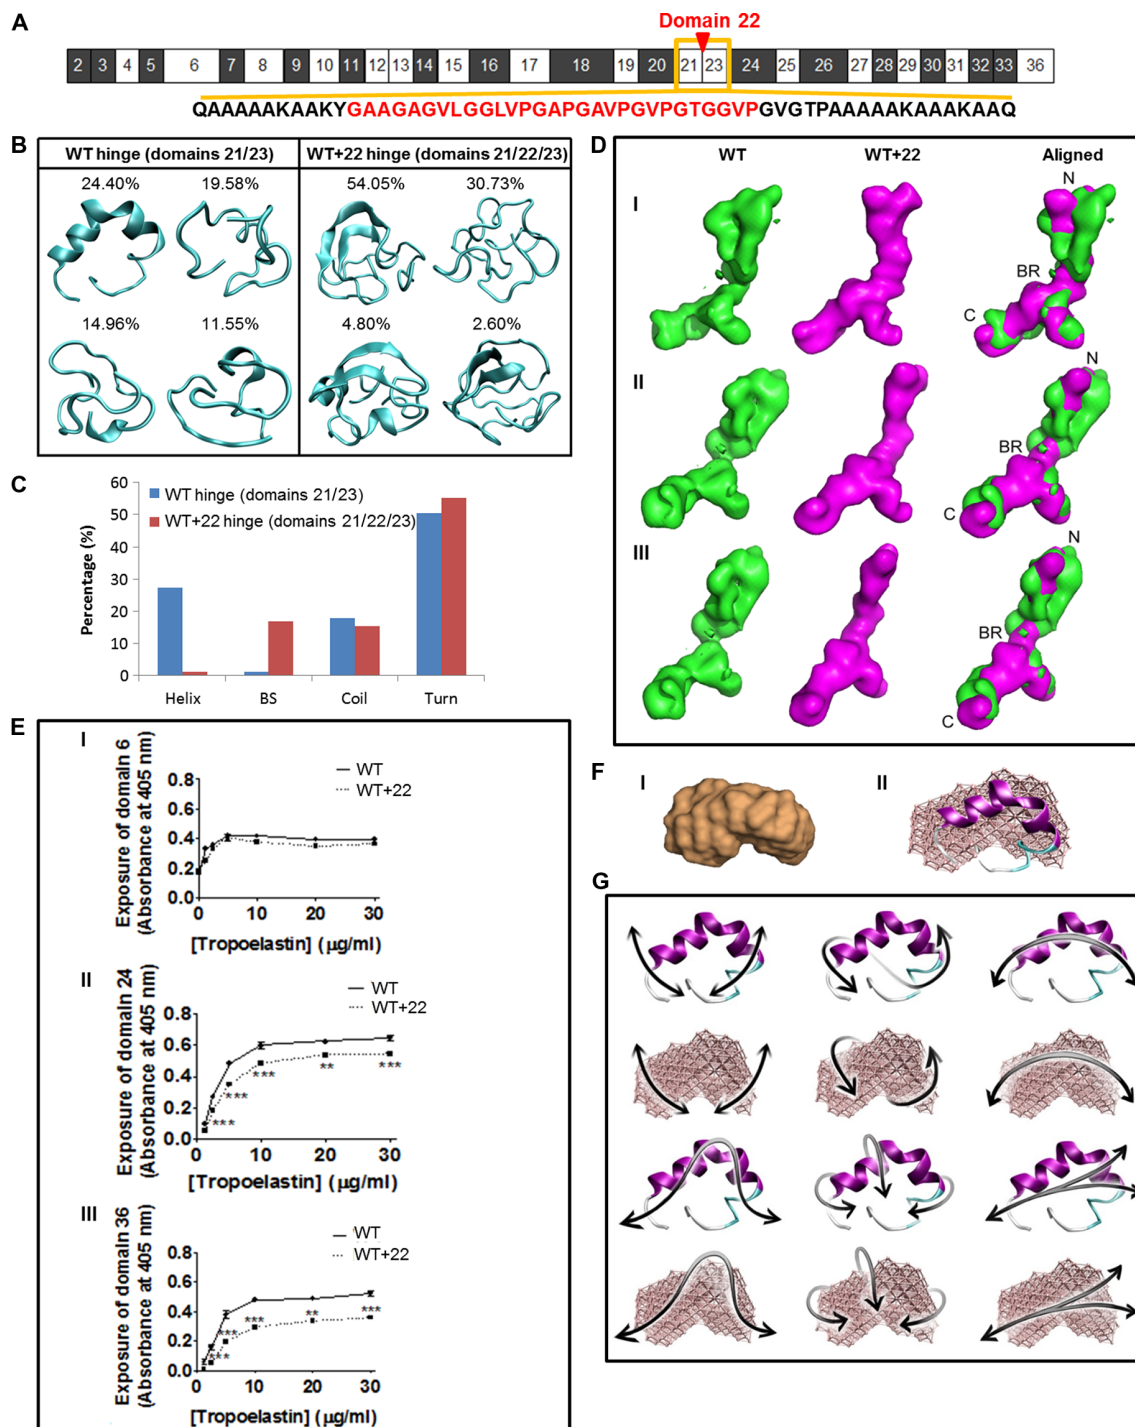 A
Domain 22
2 3 4 5 6 7 8 9 10 11 12 13 14 15 16 17 18 19 20 21 23 24 25 26 27 28 29 30 31 32 33 36
QAAAAAKAAKYGAAGAGVLGGLVPGAPGAVPGVPGTGGVPGVGTPAAAAAKAAAKAAQ
B
WT hinge (domains 21/23)
WT+22 hinge (domains 21/22/23)
24.40% 19.58% 54.05% 30.73%
14.96% 11.55% 4.80% 2.60%
C
WT hinge (domains 21/23)
WT+22 hinge (domains 21/22/23)
Percentage (%)
60
50
40
30
20
10
0
Helix BS Coil Turn
D
WT WT+22 Aligned
I
N
BR
C
II
N
BR
C
III
N
BR
C
E
I
Exposure of domain 6
(Absorbance at 405 nm)
WT
WT+22
0.8
0.6
0.4
0.2
0.0
0 10 20 30
[Tropoelastin] (µg/ml)
II
Exposure of domain 24
(Absorbance at 405 nm)
WT
WT+22
0.8
0.6
0.4
0.2
0.0
*** *** *** ** ***
0 10 20 30
[Tropoelastin] (µg/ml)
III
Exposure of domain 36
(Absorbance at 405 nm)
WT
WT+22
0.8
0.6
0.4
0.2
0.0
*** *** *** ** ***
0 10 20 30
[Tropoelastin] (µg/ml)
F
I
II
G